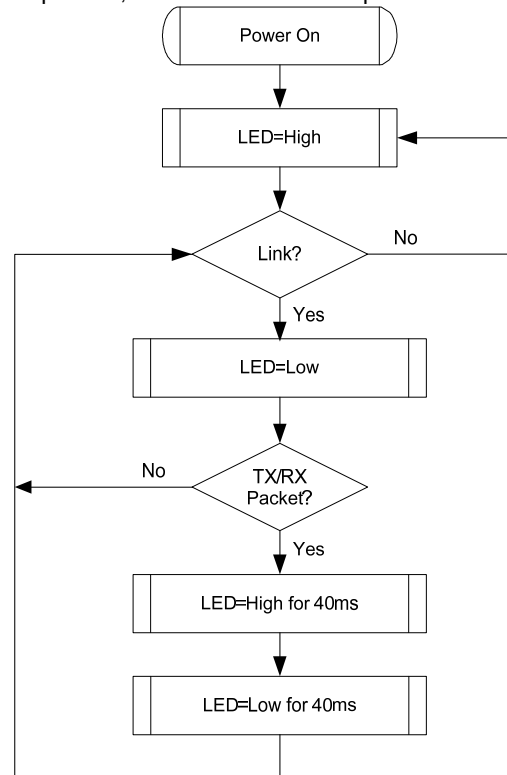 Power On
LED=High
Link?
No
Yes
LED=Low
No
TX/RX
Packet?
Yes
LED=High for 40ms
LED=Low for 40ms